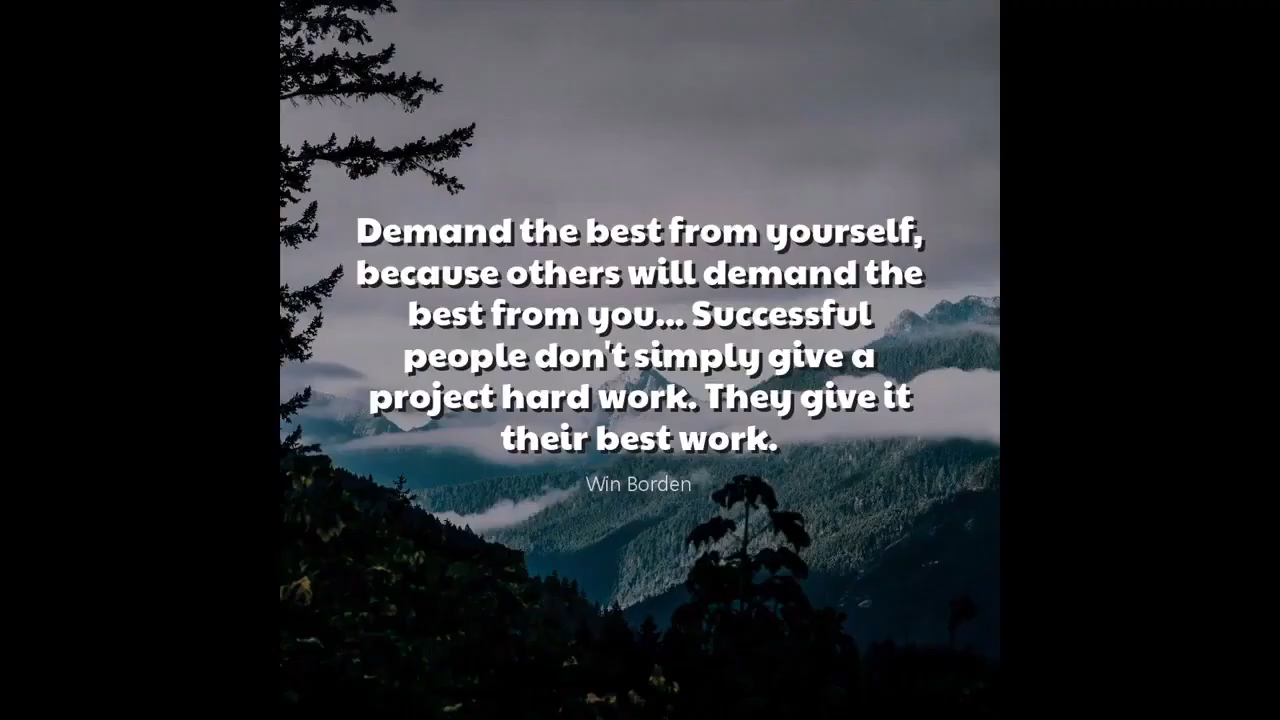 Demand the best from yourself,
because others will demand the
best from you... Successful
people don't simply give a
project hard work. They give it
their best work.
Win Borden